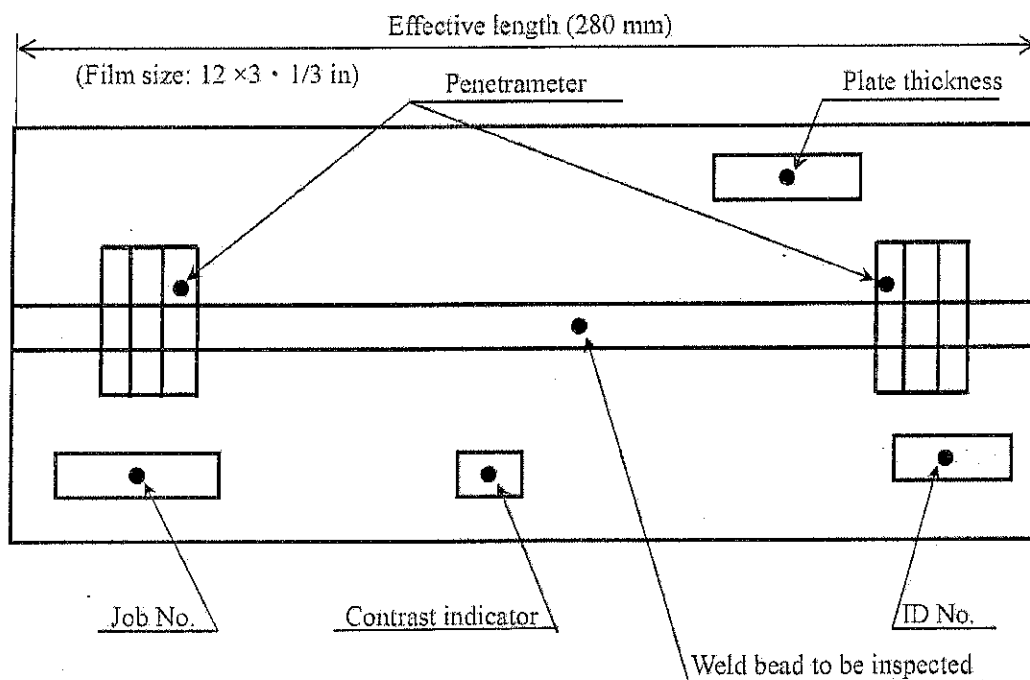 Effective length (280 mm)
(Film size: 12 ×3・1/3 in)
Penetrameter
Plate thickness
Job No.
Contrast indicator
ID No.
Weld bead to be inspected